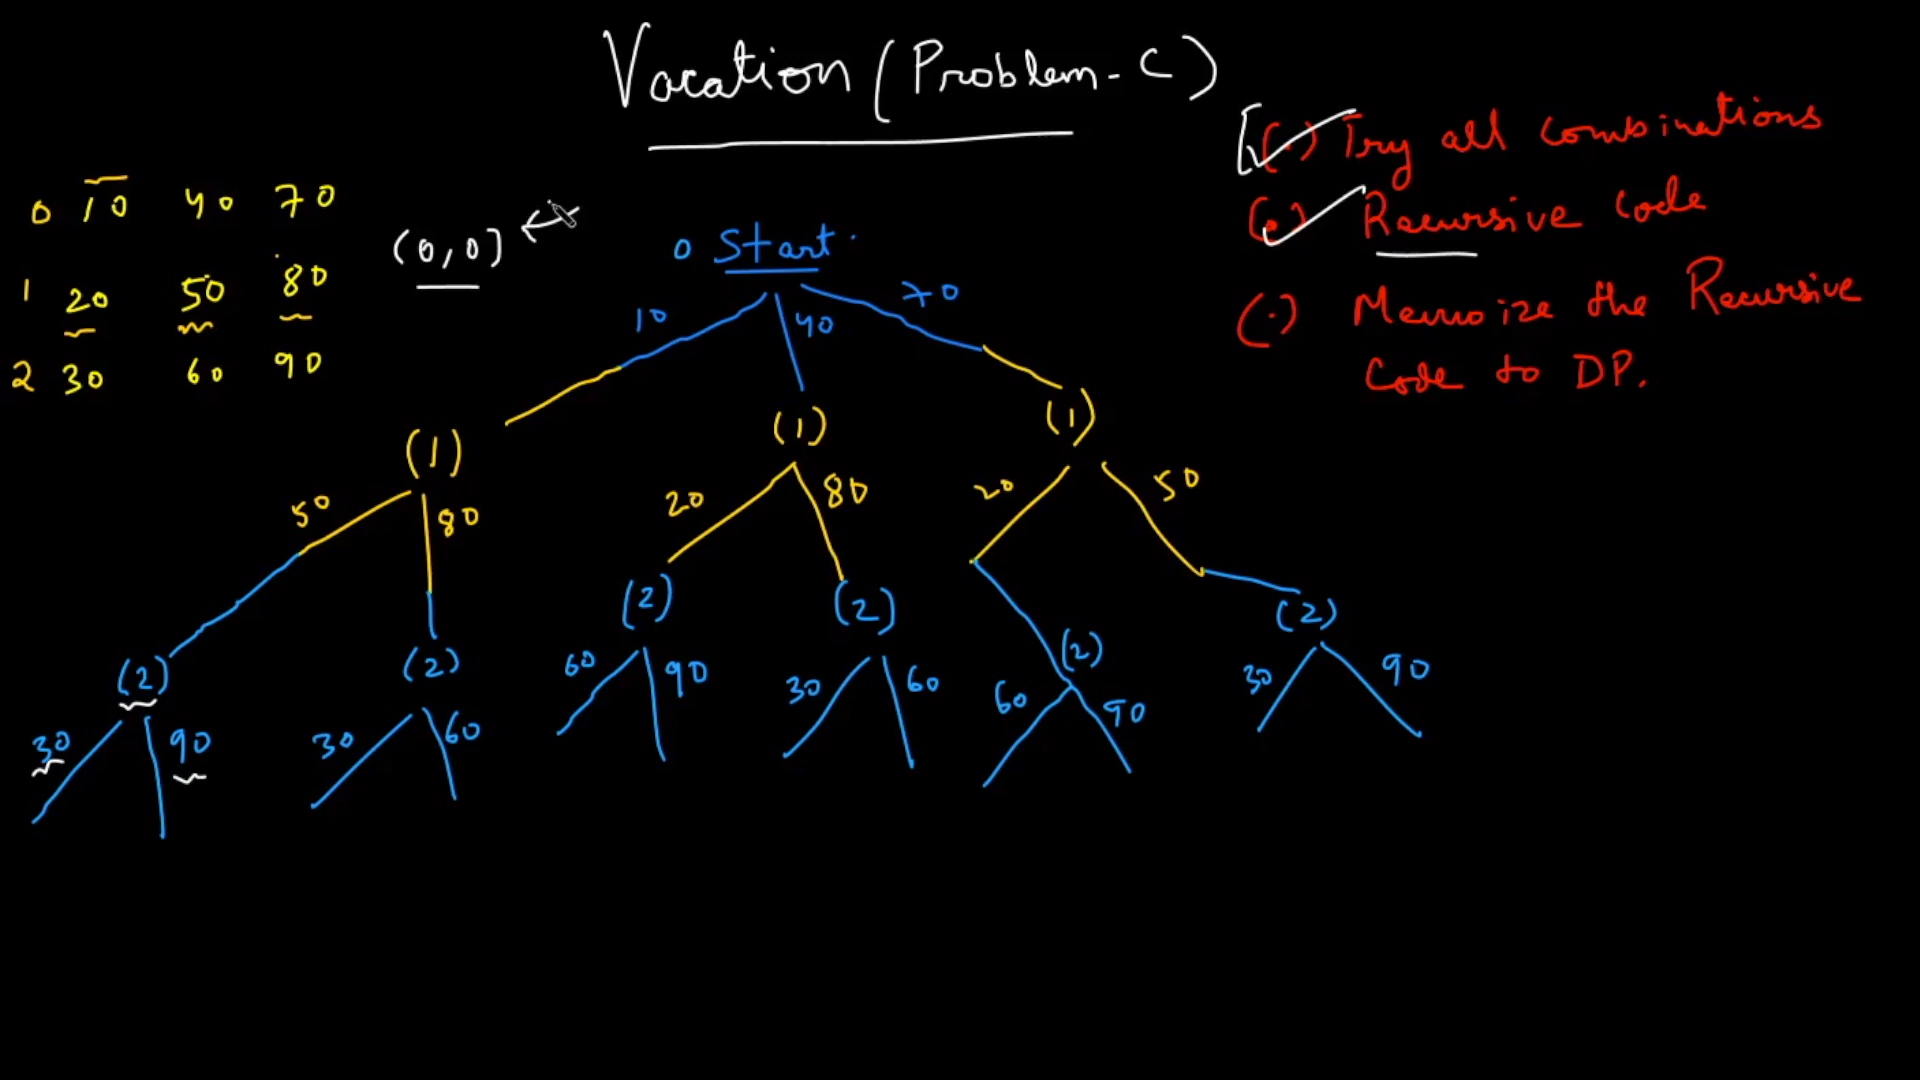 Vacation (Problem-C)
(·) Try all combinations
(·) Recursive code
(·) Memoize the Recursive
Code to DP.
0 10 40 70
1 20 50 80
2 30 60 90
(0,0)
0 Start.
10 40 70
(1) (1) (1)
50 80 20 80 20 50
(2) (2) (2) (2) (2) (2)
30 90 30 60 60 90 30 60 60 90 30 90